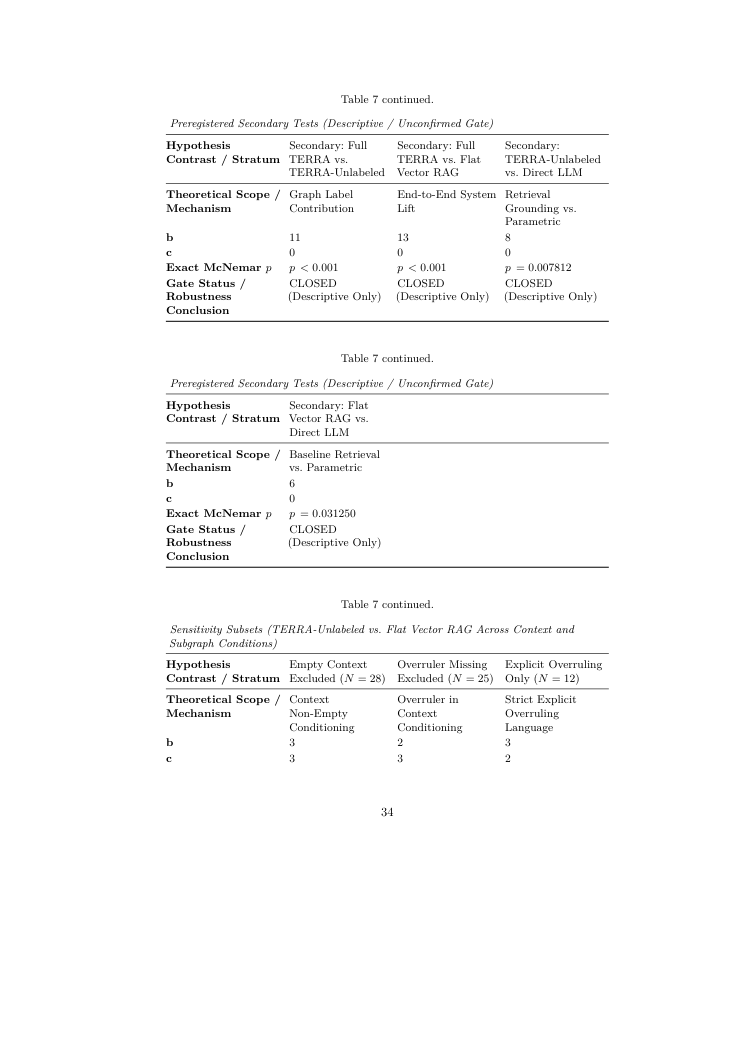 Table 7 continued.
Preregistered Secondary Tests (Descriptive / Unconfirmed Gate)
Hypothesis Secondary: Full Secondary: Full Secondary:
Contrast / Stratum TERRA vs. TERRA vs. Flat TERRA-Unlabeled
TERRA-Unlabeled Vector RAG vs. Direct LLM
Theoretical Scope / Graph Label End-to-End System Retrieval
Mechanism Contribution Lift Grounding vs.
Parametric
b 11 13 8
c 0 0 0
Exact McNemar p p < 0.001 p < 0.001 p = 0.007812
Gate Status / CLOSED CLOSED CLOSED
Robustness (Descriptive Only) (Descriptive Only) (Descriptive Only)
Conclusion
Table 7 continued.
Preregistered Secondary Tests (Descriptive / Unconfirmed Gate)
Hypothesis Secondary: Flat
Contrast / Stratum Vector RAG vs.
Direct LLM
Theoretical Scope / Baseline Retrieval
Mechanism vs. Parametric
b 6
c 0
Exact McNemar p p = 0.031250
Gate Status / CLOSED
Robustness (Descriptive Only)
Conclusion
Table 7 continued.
Sensitivity Subsets (TERRA-Unlabeled vs. Flat Vector RAG Across Context and
Subgraph Conditions)
Hypothesis Empty Context Overruler Missing Explicit Overruling
Contrast / Stratum Excluded (N = 28) Excluded (N = 25) Only (N = 12)
Theoretical Scope / Context Overruler in Strict Explicit
Mechanism Non-Empty Context Overruling
Conditioning Conditioning Language
b 3 2 3
c 3 3 2
34